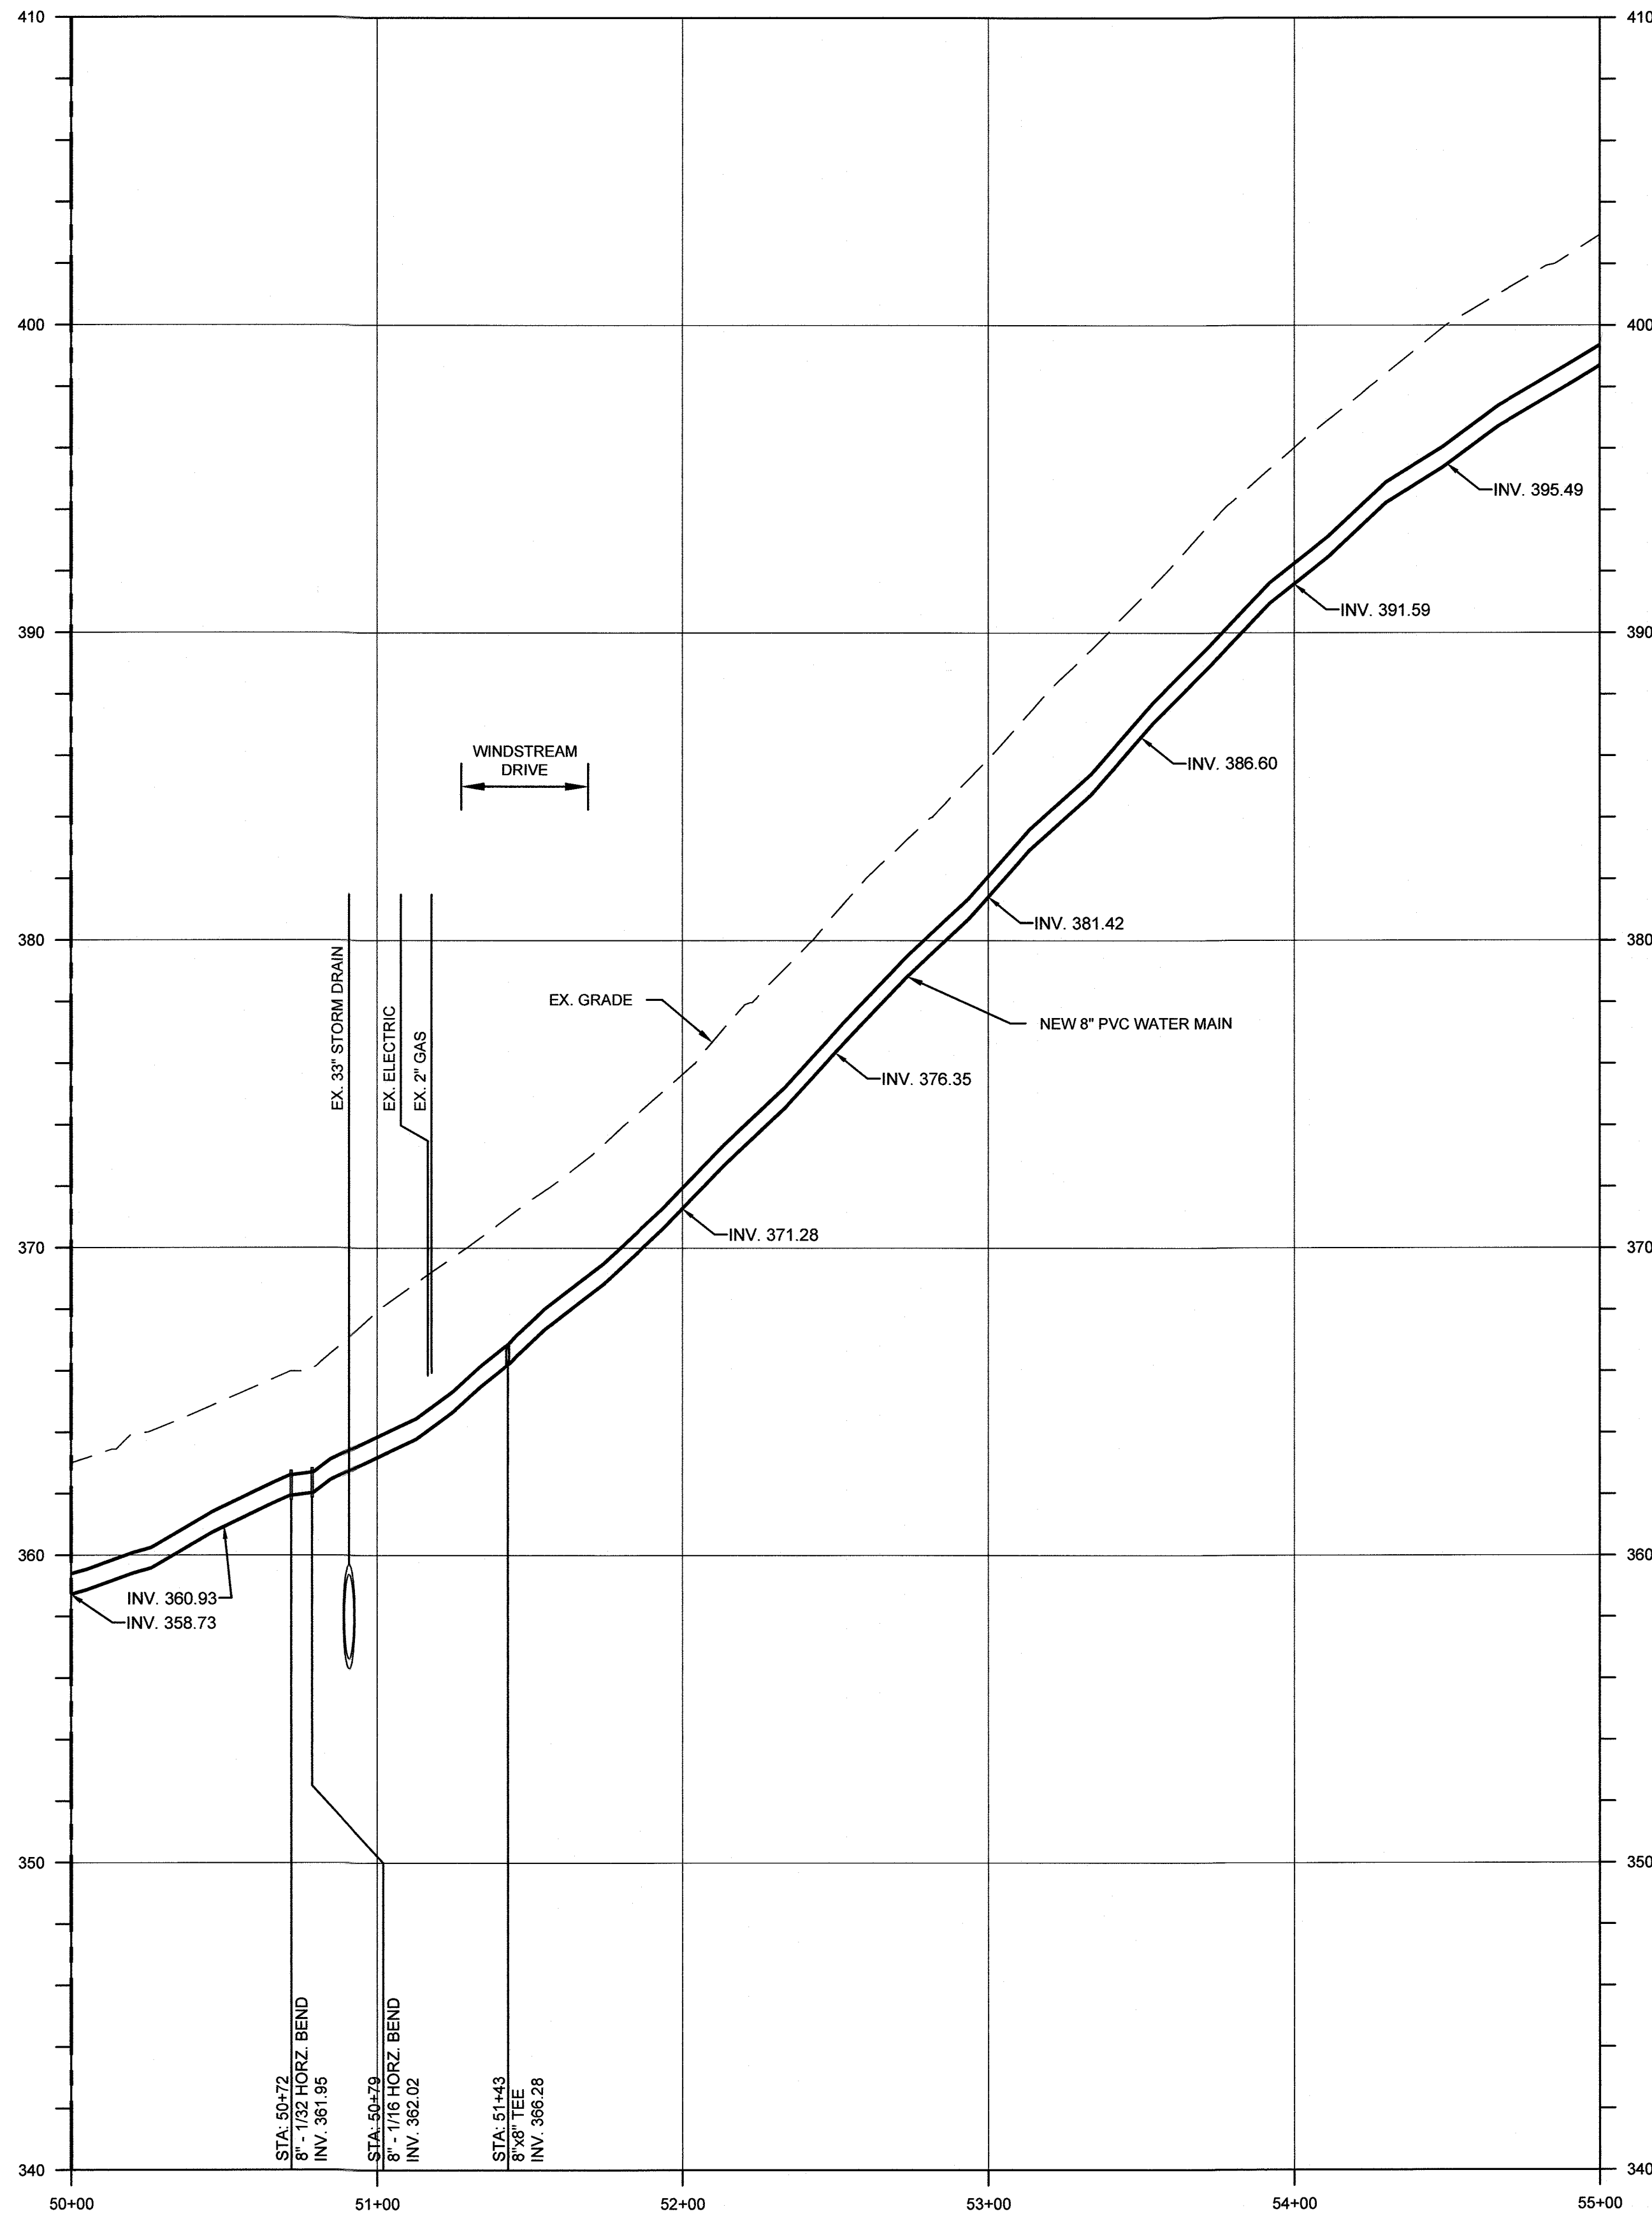 410
410
400
400
INV. 395.49
INV. 391.59
390
390
INV. 386.60
WINDSTREAM
DRIVE
INV. 381.42
380
380
EX. 33" STORM DRAIN
EX. ELECTRIC
EX. 2" GAS
EX. GRADE
NEW 8" PVC WATER MAIN
INV. 376.35
INV. 371.28
370
370
360
360
INV. 360.93
INV. 358.73
350
350
STA: 50+72
8" - 1/32 HORZ. BEND
INV. 361.95
STA: 50+79
8" - 1/16 HORZ. BEND
INV. 362.02
STA: 51+43
8"x8" TEE
INV. 366.28
340
340
50+00
51+00
52+00
53+00
54+00
55+00